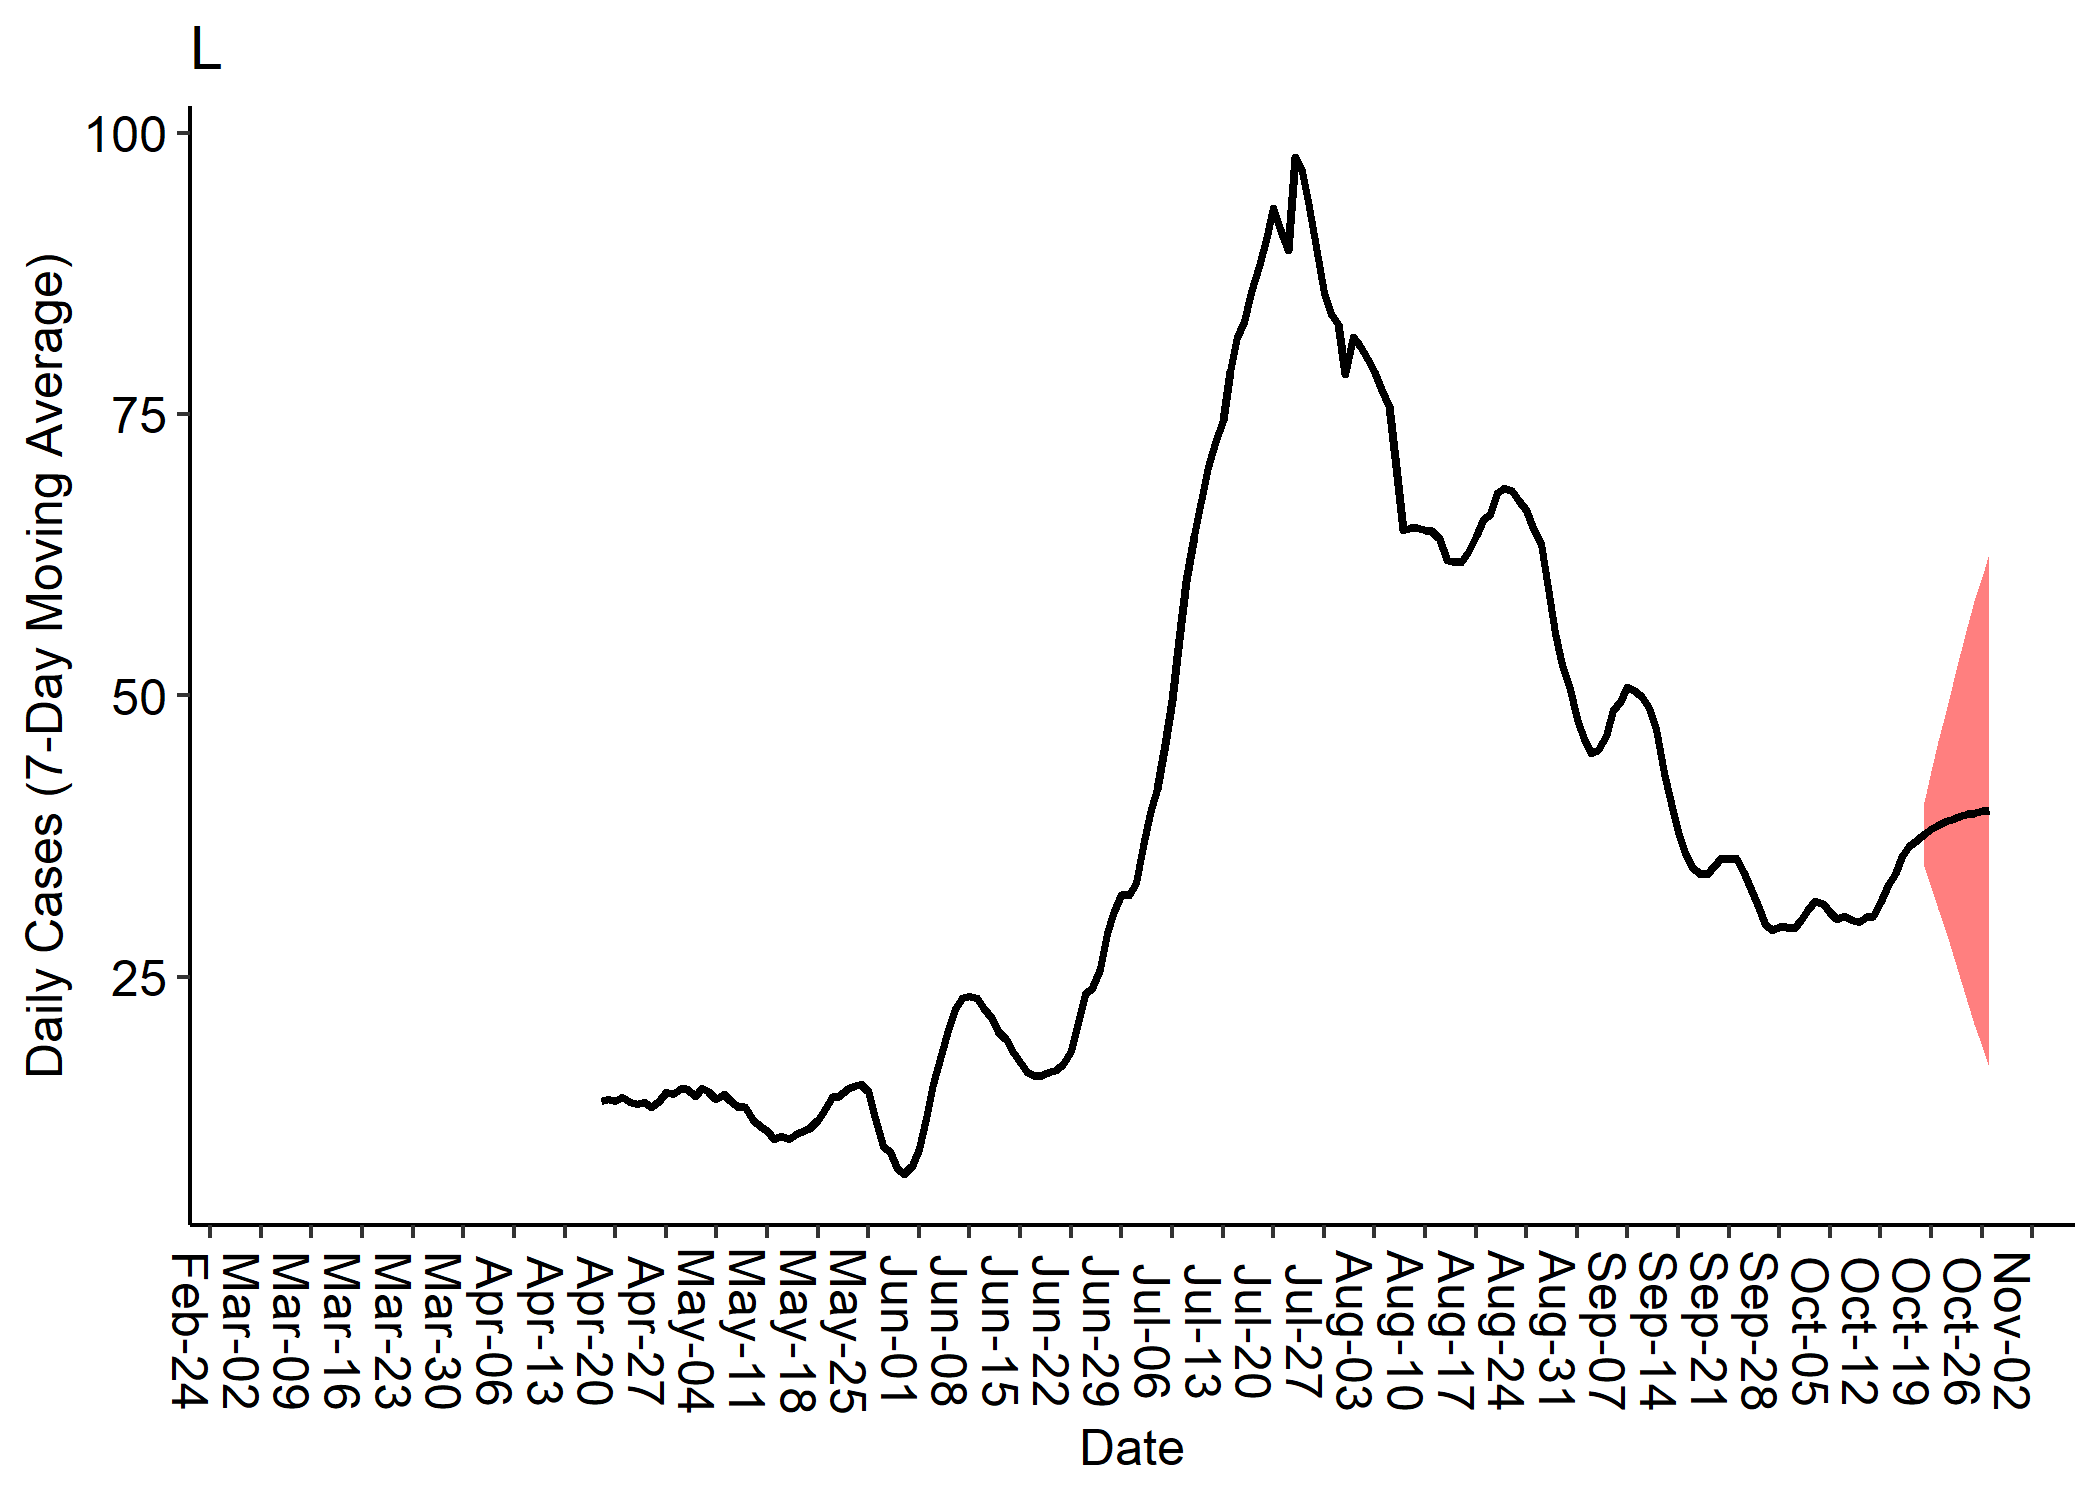 L
100
75
50
25
Daily Cases (7-Day Moving Average)
Feb-24
Mar-02
Mar-09
Mar-16
Mar-23
Mar-30
Apr-06
Apr-13
Apr-20
Apr-27
May-04
May-11
May-18
May-25
Jun-01
Jun-08
Jun-15
Jun-22
Jun-29
Jul-06
Jul-13
Jul-20
Jul-27
Aug-03
Aug-10
Aug-17
Aug-24
Aug-31
Sep-07
Sep-14
Sep-21
Sep-28
Oct-05
Oct-12
Oct-19
Oct-26
Nov-02
Date